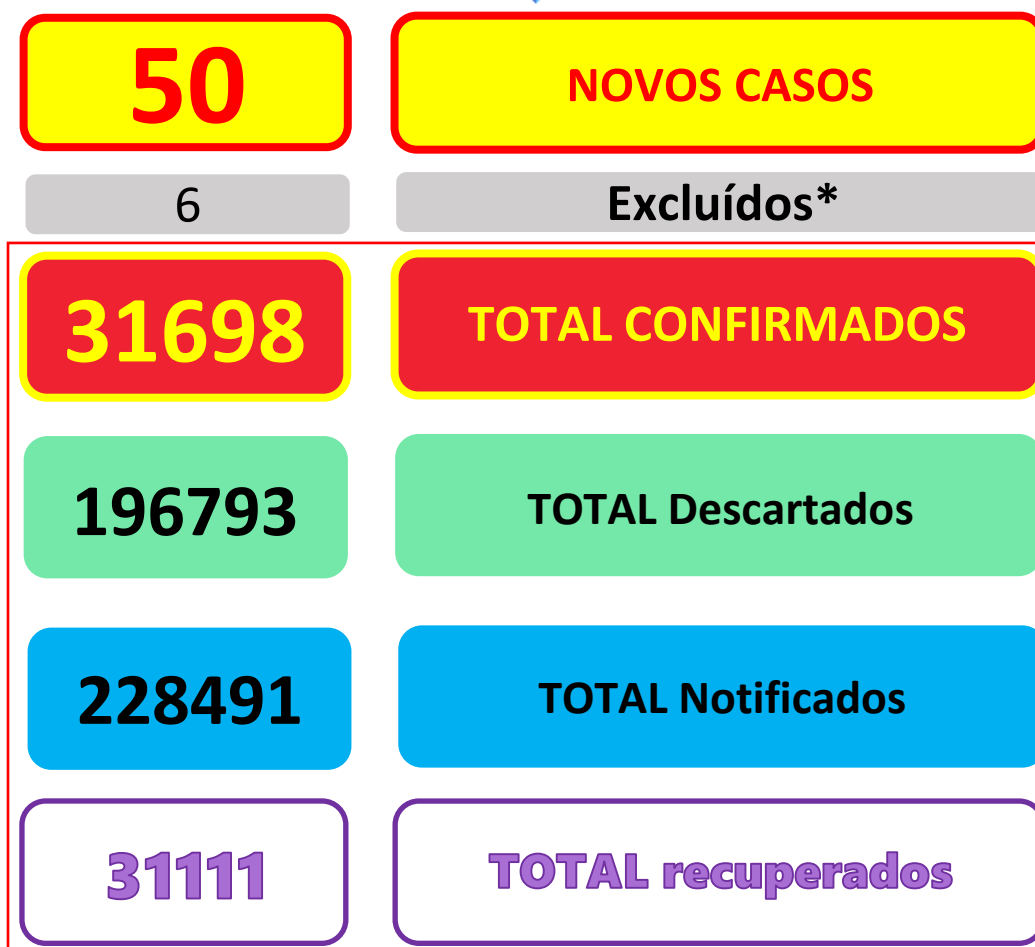 50 NOVOS CASOS
6 Excluídos*
31698 TOTAL CONFIRMADOS
196793 TOTAL Descartados
228491 TOTAL Notificados
31111 TOTAL recuperados